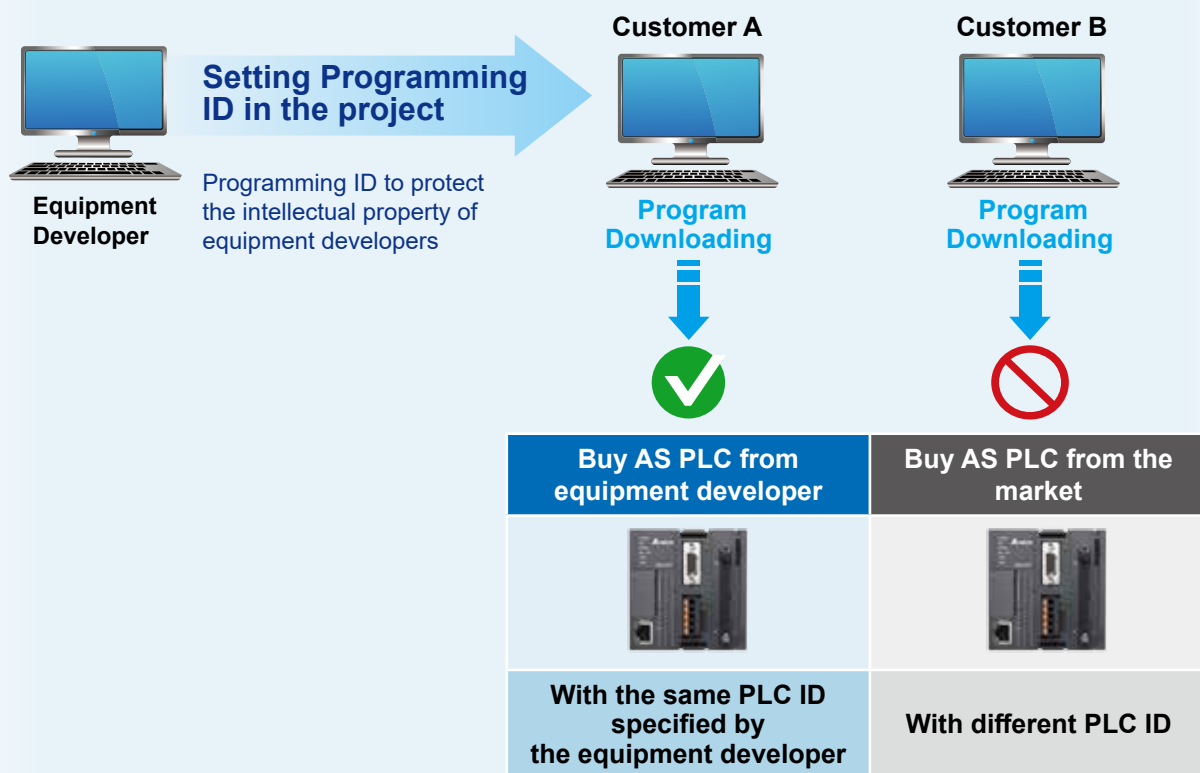 Customer A
Customer B
Setting Programming
ID in the project
Programming ID to protect
the intellectual property of
equipment developers
Equipment
Developer
Program
Downloading
Program
Downloading
Buy AS PLC from
equipment developer
Buy AS PLC from the
market
With the same PLC ID
specified by
the equipment developer
With different PLC ID